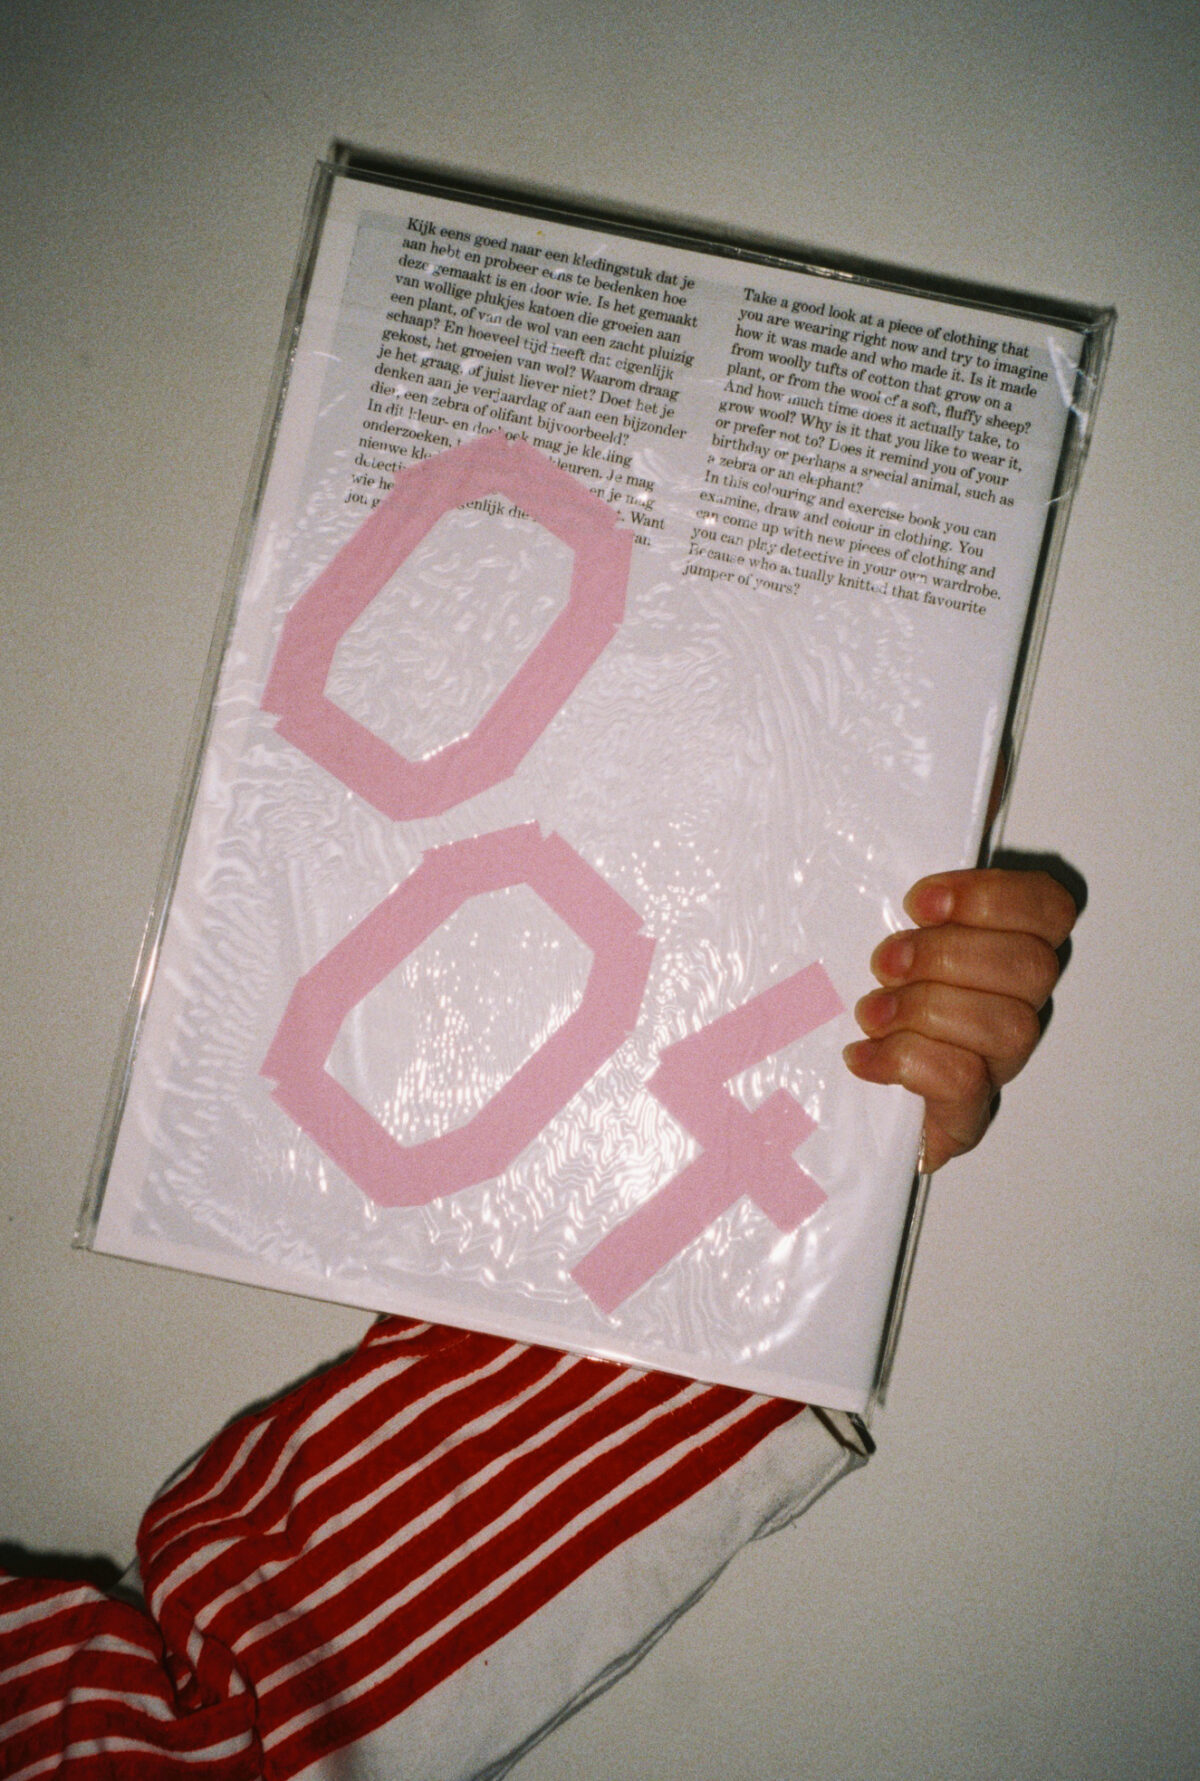 Kijk eens goed naar een kledingstuk dat je
aan hebt en probeer eens te bedenken hoe
deze gemaakt is en door wie. Is het gemaakt
van wollige plukjes katoen die groeien aan
een plant, of van de wol van een zacht pluizig
schaap? En hoeveel tijd heeft dat eigenlijk
gekost, het groeien van wol? Waarom draag
je het graag, of juist liever niet? Doet het je
denken aan je verjaardag of aan een bijzonder
dier, een zebra of olifant bijvoorbeeld?
In dit kleur- en doeboek mag je kleding
onderzoeken,
nieuwe kleuren. Je mag
en je mag
wie
jou die Want
Take a good look at a piece of clothing that
you are wearing right now and try to imagine
how it was made and who made it. Is it made
from woolly tufts of cotton that grow on a
plant, or from the wool of a soft, fluffy sheep?
And how much time does it actually take, to
grow wool? Why is it that you like to wear it,
or prefer not to? Does it remind you of your
birthday or perhaps a special animal, such as
a zebra or an elephant?
In this colouring and exercise book you can
examine, draw and colour in clothing. You
can come up with new pieces of clothing and
you can play detective in your own wardrobe.
Because who actually knitted that favourite
jumper of yours?
004